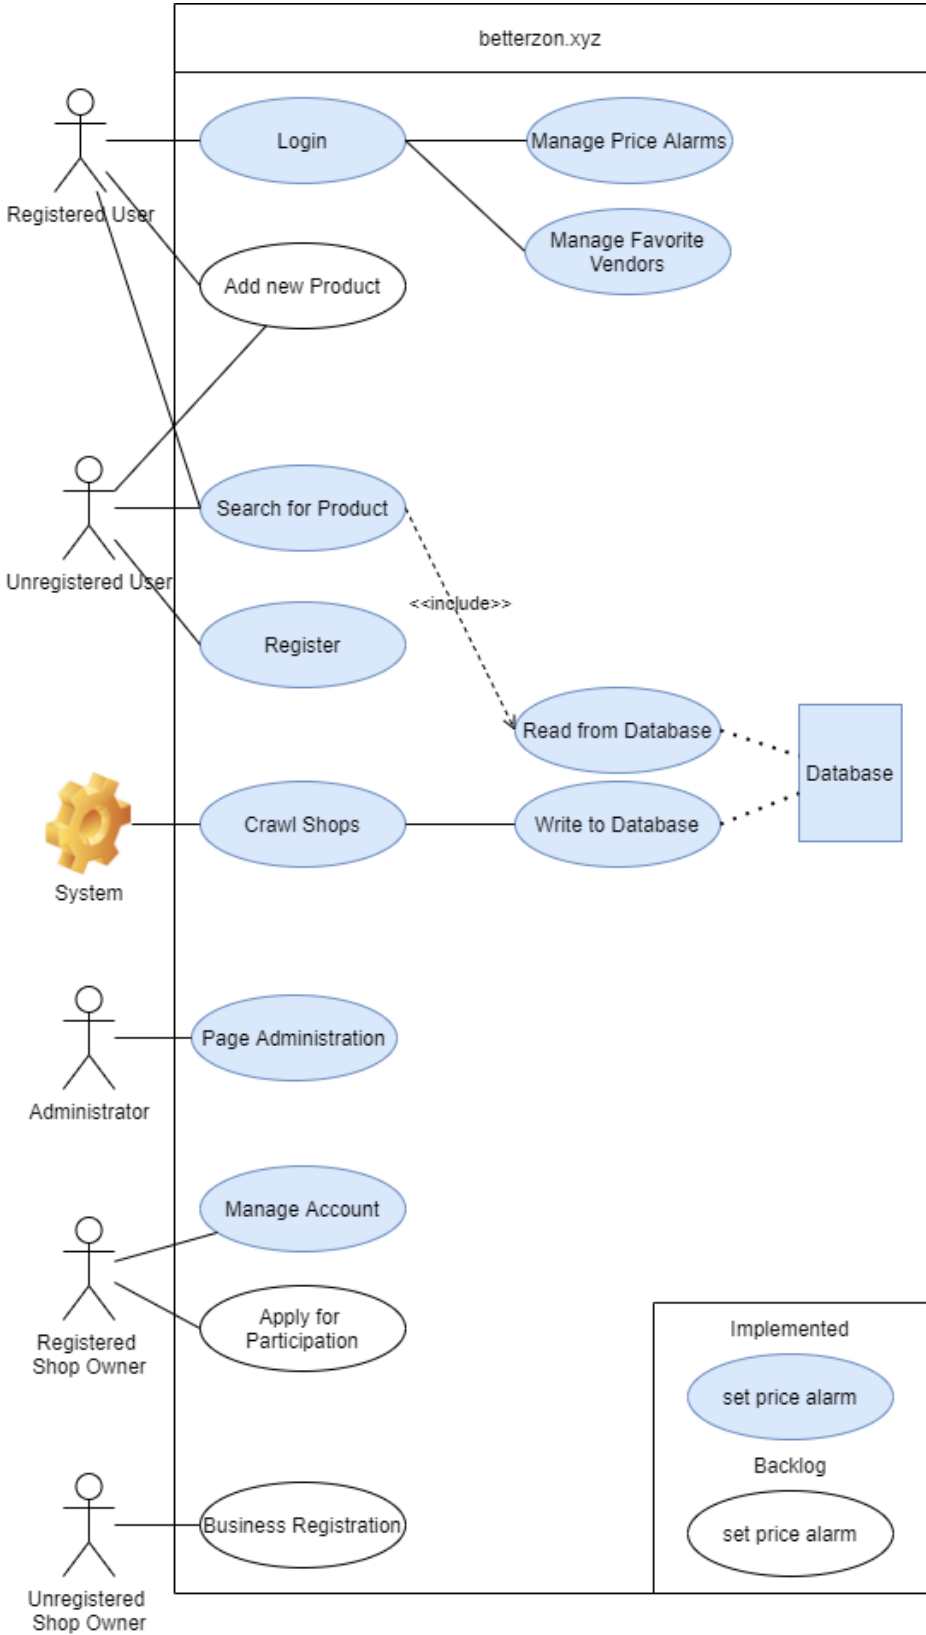 betterzon.xyz
Login
Manage Price Alarms
Registered User
Manage Favorite
Vendors
Add new Product
Search for Product
Unregistered User
<<include>>
Register
Read from Database
Database
Crawl Shops
Write to Database
System
Page Administration
Administrator
Manage Account
Apply for
Participation
Registered
Shop Owner
Implemented
set price alarm
Backlog
set price alarm
Business Registration
Unregistered
Shop Owner